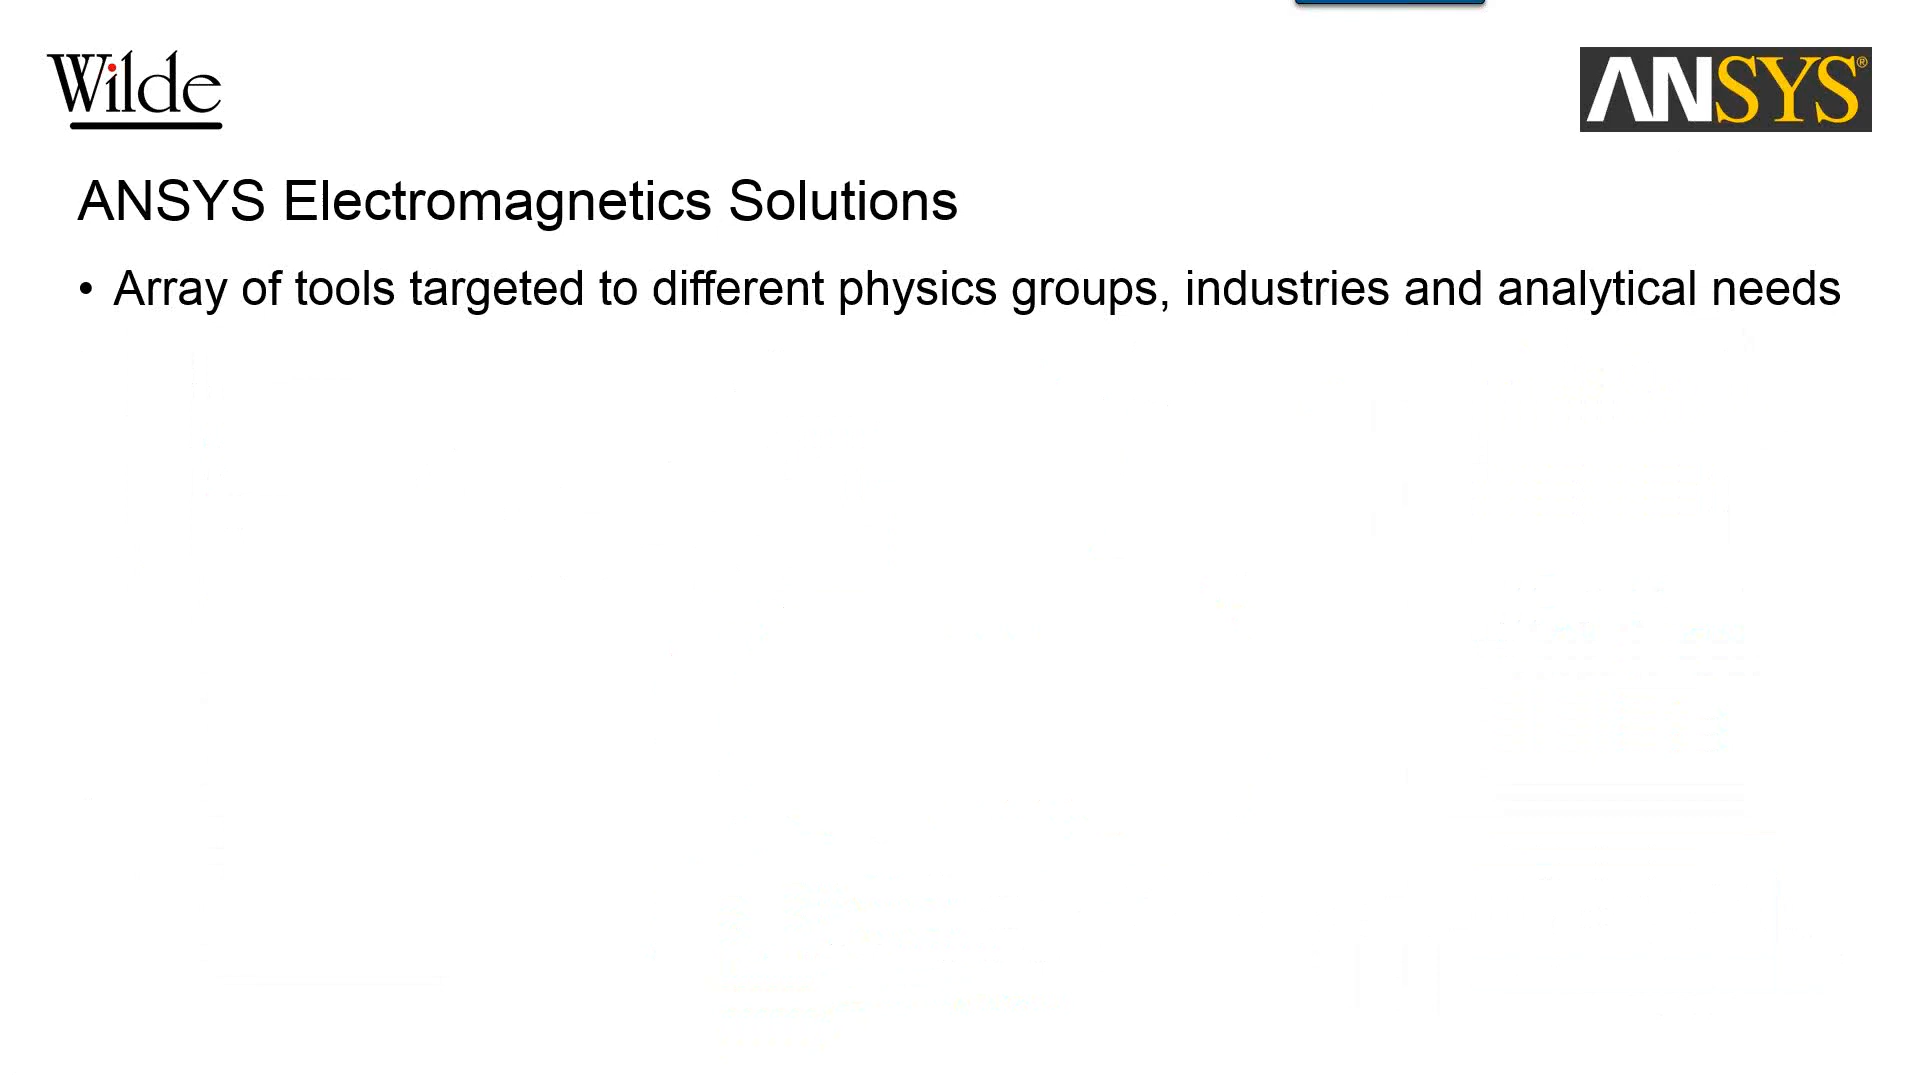 Wilde
ANSYS®
ANSYS Electromagnetics Solutions
• Array of tools targeted to different physics groups, industries and analytical needs